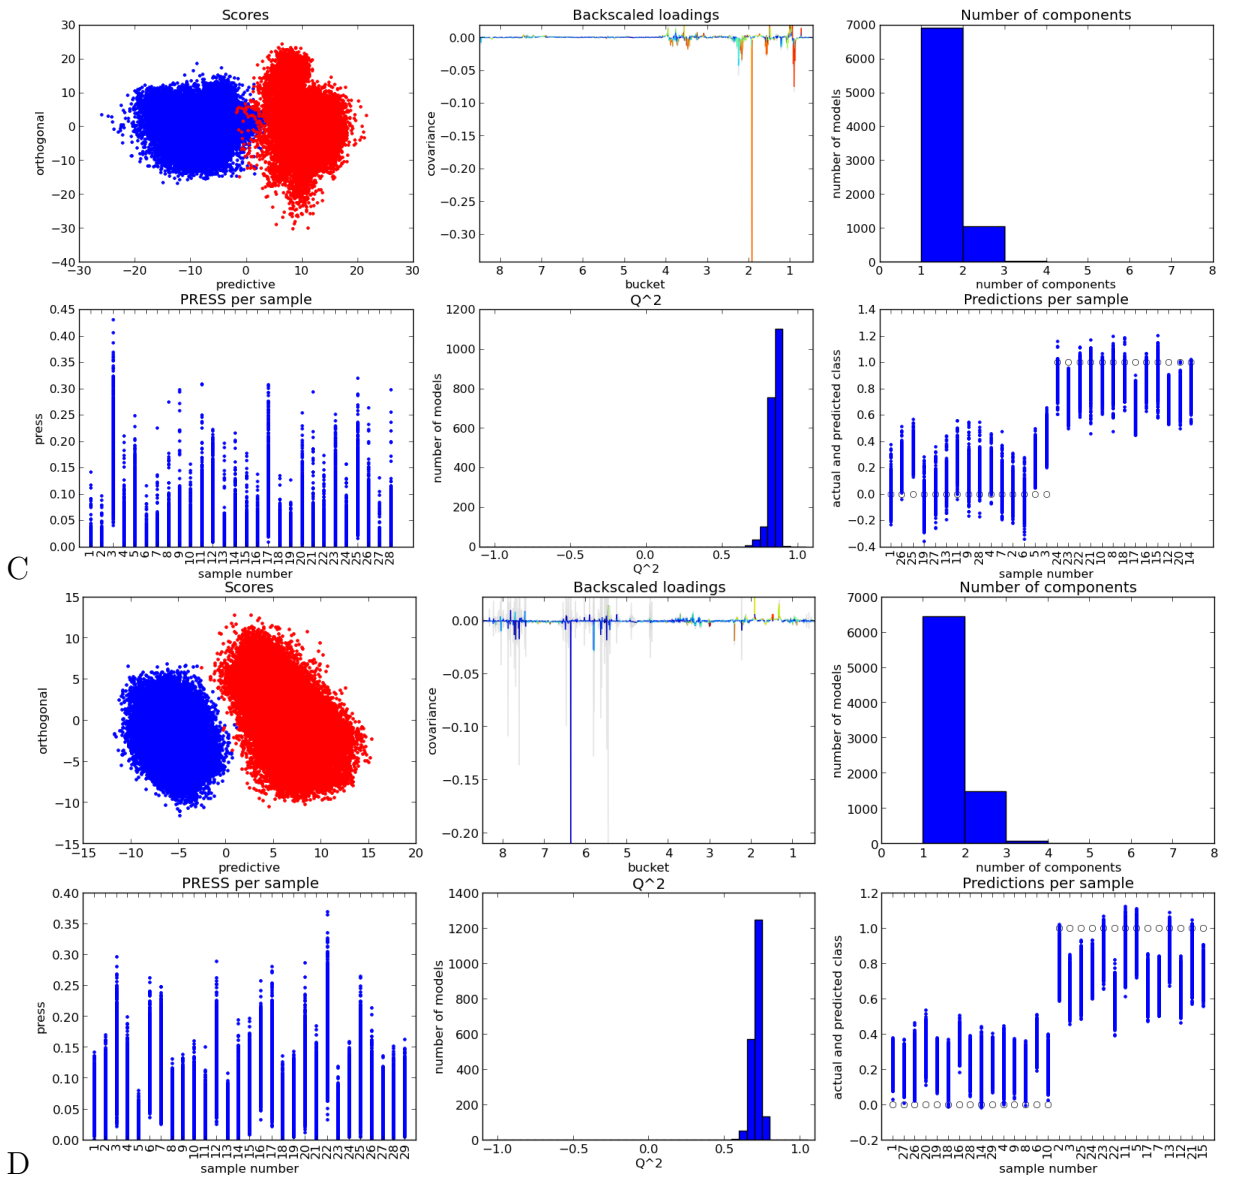 Scores
30
20
10
0
−10
−20
−30
−40
orthogonal
−30 −20 −10 0 10 20 30
predictive
Backscaled loadings
0.00
−0.05
−0.10
−0.15
−0.20
−0.25
−0.30
covariance
8 7 6 5 4 3 2 1
bucket
Number of components
7000
6000
5000
4000
3000
2000
1000
0
number of models
0 1 2 3 4 5 6 7 8
number of components
PRESS per sample
0.45
0.40
0.35
0.30
0.25
0.20
0.15
0.10
0.05
0.00
press
1 2 3 4 5 6 7 8 9 10 11 12 13 14 15 16 17 18 19 20 21 22 23 24 25 26 27 28
sample number
Q^2
1200
1000
800
600
400
200
0
number of models
−1.0 −0.5 0.0 0.5 1.0
Q^2
Predictions per sample
1.4
1.2
1.0
0.8
0.6
0.4
0.2
0.0
−0.2
−0.4
actual and predicted class
1 26 25 19 27 13 11 9 28 4 7 2 6 5 3 24 23 22 21 10 8 18 17 16 15 12 20 14
C
Scores
15
10
5
0
−5
−10
−15
orthogonal
−15 −10 −5 0 5 10 15 20
predictive
Backscaled loadings
0.00
−0.05
−0.10
−0.15
−0.20
covariance
8 7 6 5 4 3 2 1
bucket
Number of components
7000
6000
5000
4000
3000
2000
1000
0
number of models
0 1 2 3 4 5 6 7 8
number of components
PRESS per sample
0.40
0.35
0.30
0.25
0.20
0.15
0.10
0.05
0.00
press
1 2 3 4 5 6 7 8 9 10 11 12 13 14 15 16 17 18 19 20 21 22 23 24 25 26 27 28 29
sample number
Q^2
1400
1200
1000
800
600
400
200
0
number of models
−1.0 −0.5 0.0 0.5 1.0
Q^2
Predictions per sample
1.2
1.0
0.8
0.6
0.4
0.2
0.0
−0.2
actual and predicted class
1 27 26 20 19 18 16 28 14 29 4 9 8 6 10 2 3 25 24 23 22 11 5 17 7 13 12 21 15
sample number
D